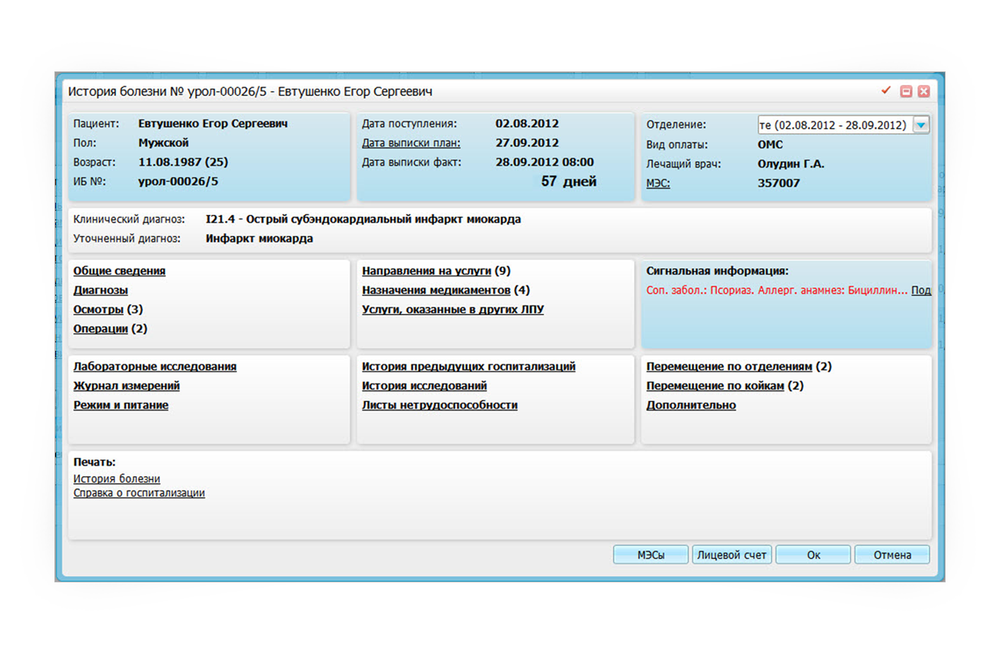 История болезни № урол-00026/5 - Евтушенко Егор Сергеевич
Пациент: Евтушенко Егор Сергеевич
Пол: Мужской
Возраст: 11.08.1987 (25)
ИБ №: урол-00026/5
Дата поступления: 02.08.2012
Дата выписки план: 27.09.2012
Дата выписки факт: 28.09.2012 08:00
57 дней
Отделение: те (02.08.2012 - 28.09.2012)
Вид оплаты: ОМС
Лечащий врач: Олудин Г.А.
МЭС: 357007
Клинический диагноз: I21.4 - Острый субэндокардиальный инфаркт миокарда
Уточненный диагноз: Инфаркт миокарда
Общие сведения
Диагнозы
Осмотры (3)
Операции (2)
Направления на услуги (9)
Назначения медикаментов (4)
Услуги, оказанные в других ЛПУ
Сигнальная информация:
Соп. забол.: Псориаз. Аллерг. анамнез: Бициллин... Под
Лабораторные исследования
Журнал измерений
Режим и питание
История предыдущих госпитализаций
История исследований
Листы нетрудоспособности
Перемещение по отделениям (2)
Перемещение по койкам (2)
Дополнительно
Печать:
История болезни
Справка о госпитализации
МЭСы
Лицевой счет
Ок
Отмена